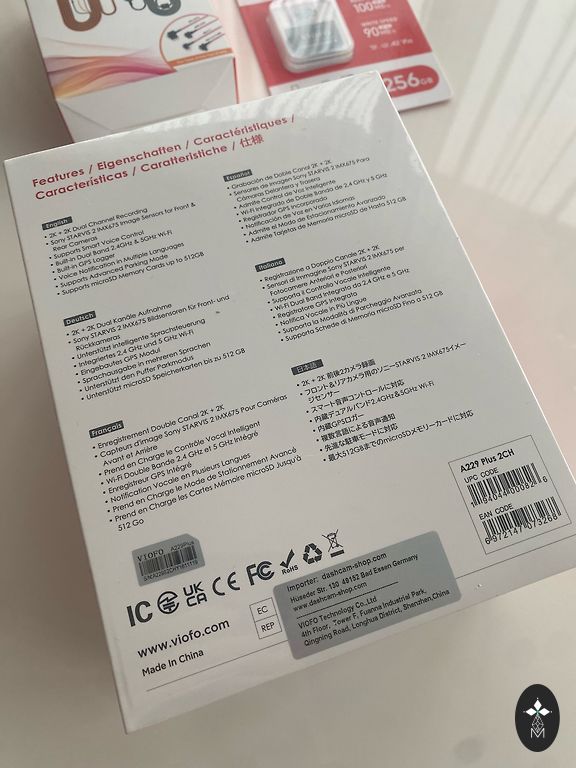 100MB/s
WRITE SPEED
90MB/s
256GB
Features / Eigenschaften / Caractéristiques /
Características / Caratteristiche / 仕様
English
• 2K + 2K Dual Channel Recording
• Sony STARVIS 2 IMX675 Image Sensors for Front &
Rear Cameras
• Supports Smart Voice Control
• Built-in Dual Band 2.4GHz & 5GHz Wi-Fi
• Built-in GPS Logger
• Voice Notification in Multiple Languages
• Supports Advanced Parking Mode
• Supports microSD Memory Cards up to 512GB
Deutsch
• 2K + 2K Dual Kanäle Aufnahme
• Sony STARVIS 2 IMX675 Bildsensoren für Front- und
Rückkameras
• Unterstützt intelligente Sprachsteuerung
• Integriertes 2.4 GHz und 5 GHz Wi-Fi
• Eingebautes GPS Modul
• Sprachausgabe in mehreren Sprachen
• Unterstützt den Puffer Parkmodus
• Unterstützt microSD Speicherkarten bis zu 512 GB
Français
• Enregistrement Double Canal 2K + 2K
• Capteurs d'image Sony STARVIS 2 IMX675 Pour Caméras
Avant et Arrière
• Prend en Charge le Contrôle Vocal Intelligent
• Wi-Fi Double Bande 2.4 GHz et 5 GHz Intégré
• Enregistreur GPS Intégré
• Notification Vocale en Plusieurs Langues
• Prend en Charge le Mode de Stationnement Avancé
• Prend en Charge les Cartes Mémoire microSD Jusqu'à
512 Go
Español
• Grabación de Doble Canal 2K + 2K
• Sensores de Imagen Sony STARVIS 2 IMX675 Para
Cámaras Delantera y Trasera
• Admite Control de Voz Inteligente
• Wi-Fi Integrado de Doble Banda de 2.4 GHz y 5 GHz
• Registrador GPS Incorporado
• Notificación de Voz en Varios Idiomas
• Admite el Modo de Estacionamiento Avanzado
• Admite Tarjetas de Memoria microSD de Hasta 512 GB
Italiano
• Registrazione a Doppio Canale 2K + 2K
• Sensori di Immagine Sony STARVIS 2 IMX675 per
Fotocamere Anteriori e Posteriori
• Supporta il Controllo Vocale Intelligente
• Wi-Fi Dual Band Integrato da 2.4 GHz e 5 GHz
• Registratore GPS Integrato
• Notifica Vocale in Più Lingue
• Supporta la Modalità di Parcheggio Avanzata
• Supporta Schede di Memoria microSD Fino a 512 GB
日本語
• 2K + 2K 前後2カメラ録画
• フロント&リアカメラ用のソニーSTARVIS 2 IMX675イメー
ジセンサー
• スマート音声コントロールに対応
• 内蔵デュアルバンド2.4GHz&5GHz Wi-Fi
• 内蔵GPSロガー
• 複数言語による音声通知
• 先進な駐車モードに対応
• 最大512GBまでのmicroSDメモリーカードに対応
A229 Plus 2CH
UPC CODE
EAN CODE
6972147073268
VIOFO A229Plus
IC UK CA CE FC RoHS
www.viofo.com
Made in China
EC
REP
Importer: dashcam-shop.com
Hüseder Str. 130 49152 Bad Essen Germany
www.dashcam-shop.com
VIOFO Technology Co.,Ltd
4th Floor, Tower F, Fuanna Industrial Park,
Qingning Road, Longhua District, Shenzhen,China
M